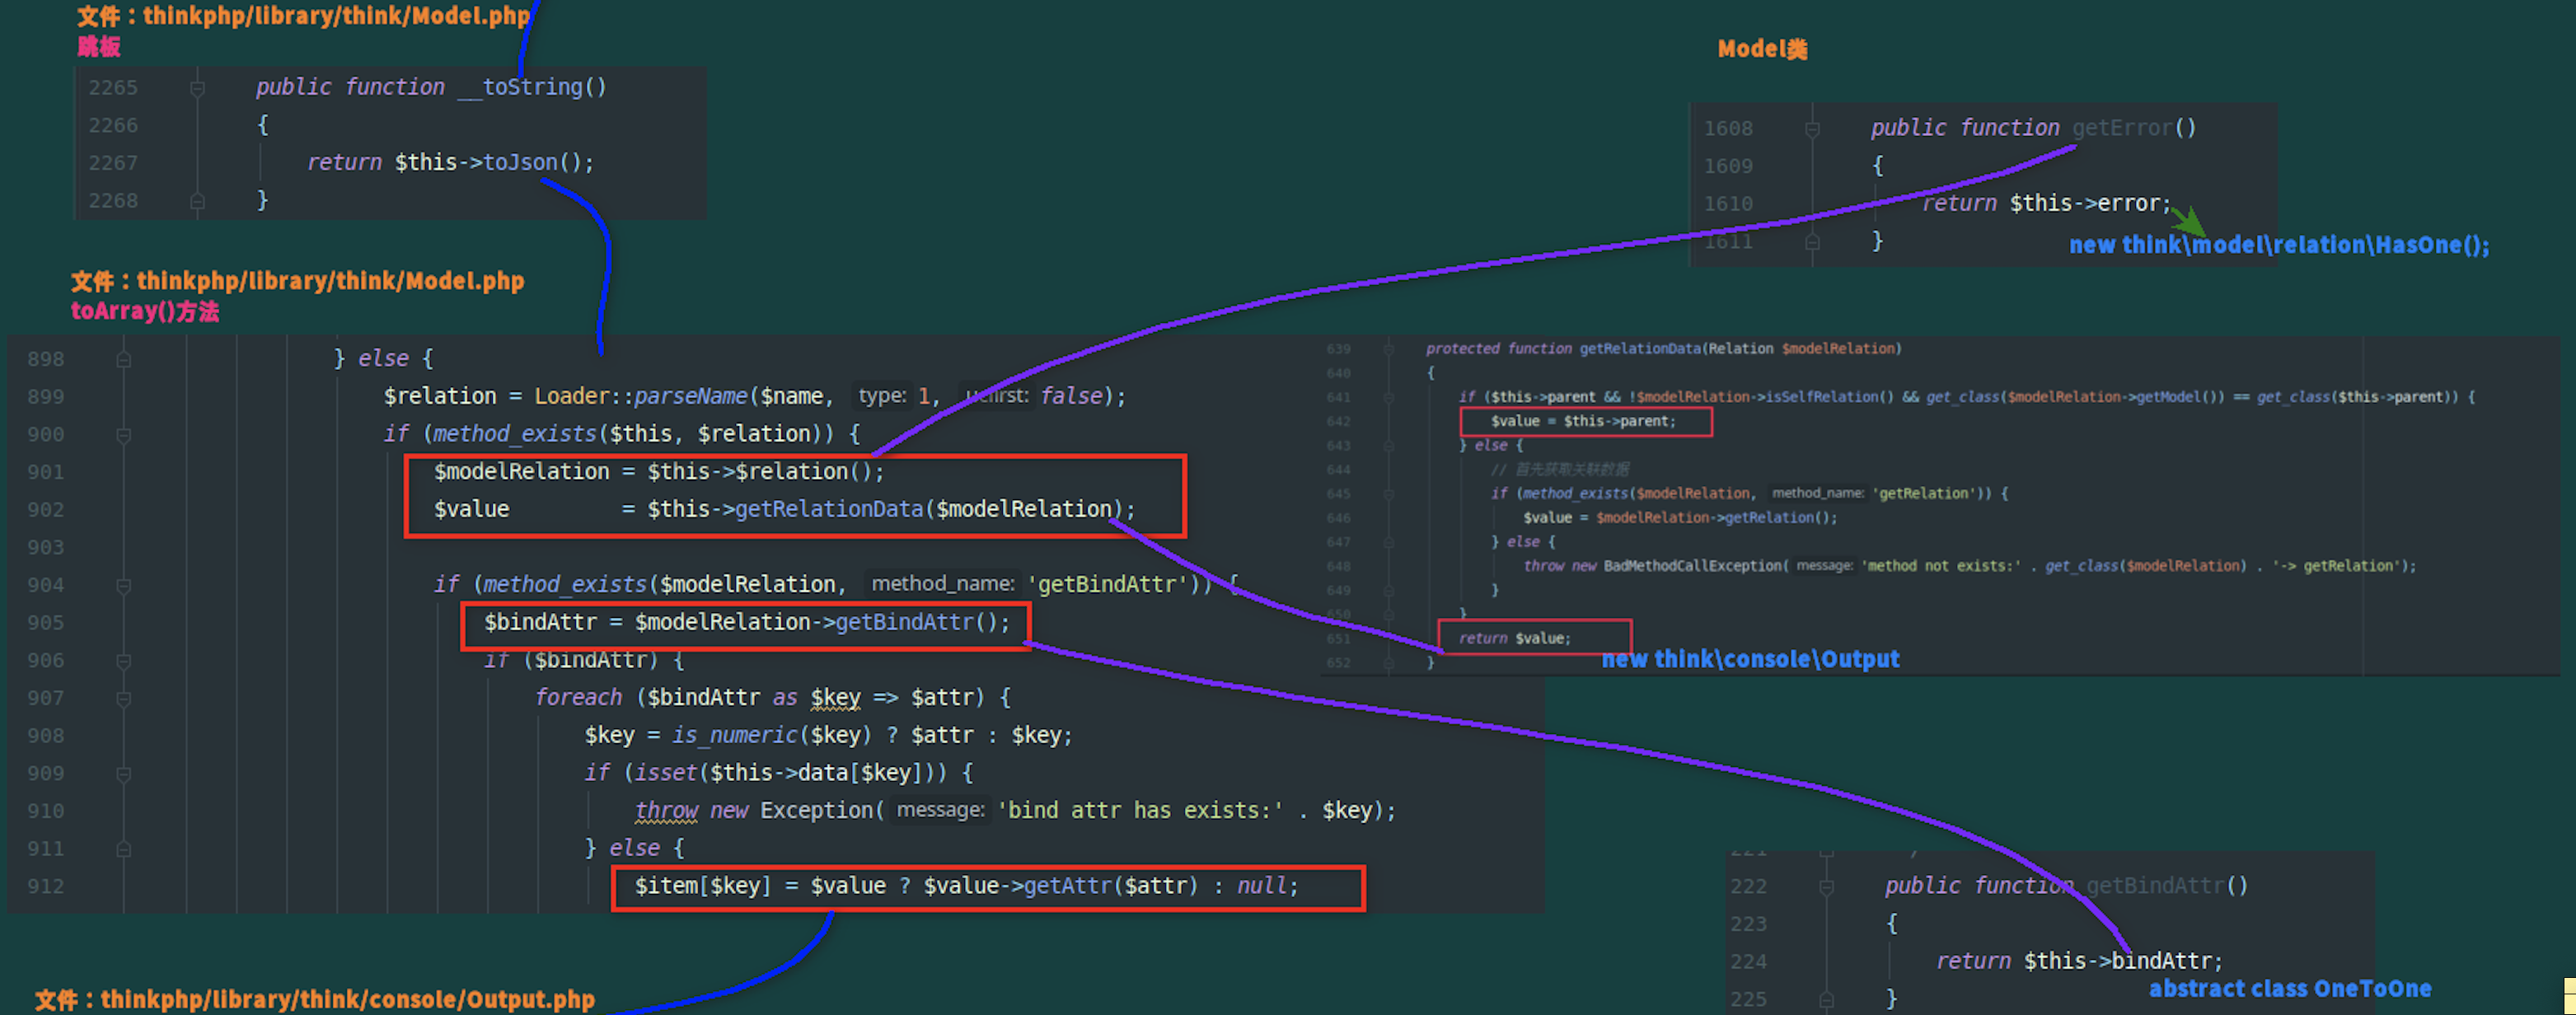 文件：thinkphp/library/think/Model.php
跳板
2265 public function __toString()
2266 {
2267 return $this->toJson();
2268 }
文件：thinkphp/library/think/Model.php
toArray()方法
898 } else {
899 $relation = Loader::parseName($name, type: 1, ucfirst: false);
900 if (method_exists($this, $relation)) {
901 $modelRelation = $this->$relation();
902 $value = $this->getRelationData($modelRelation);
903
904 if (method_exists($modelRelation, method_name: 'getBindAttr')) {
905 $bindAttr = $modelRelation->getBindAttr();
906 if ($bindAttr) {
907 foreach ($bindAttr as $key => $attr) {
908 $key = is_numeric($key) ? $attr : $key;
909 if (isset($this->data[$key])) {
910 throw new Exception( message: 'bind attr has exists:' . $key);
911 } else {
912 $item[$key] = $value ? $value->getAttr($attr) : null;
文件：thinkphp/library/think/console/Output.php
Model类
1608 public function getError()
1609 {
1610 return $this->error;
1611 }
new think\model\relation\HasOne();
639 protected function getRelationData(Relation $modelRelation)
640 {
641 if ($this->parent && !$modelRelation->isSelfRelation() && get_class($modelRelation->getModel()) == get_class($this->parent)) {
642 $value = $this->parent;
643 } else {
644 // 首先获取关联数据
645 if (method_exists($modelRelation, method_name: 'getRelation')) {
646 $value = $modelRelation->getRelation();
647 } else {
648 throw new BadMethodCallException( message: 'method not exists:' . get_class($modelRelation) . '-> getRelation');
649 }
650 }
651 return $value;
652 }
new think\console\Output
221 /
222 public function getBindAttr()
223 {
224 return $this->bindAttr;
225 }
abstract class OneToOne